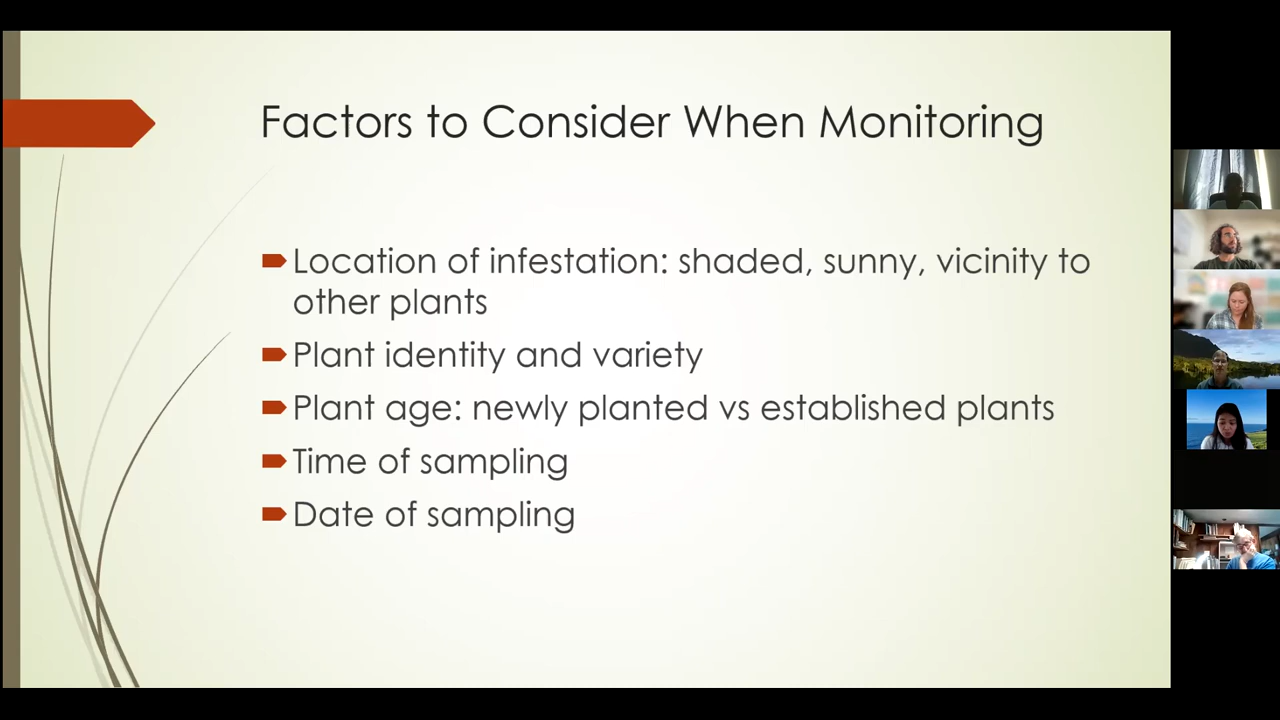 Factors to Consider When Monitoring
Location of infestation: shaded, sunny, vicinity to
other plants
Plant identity and variety
Plant age: newly planted vs established plants
Time of sampling
Date of sampling